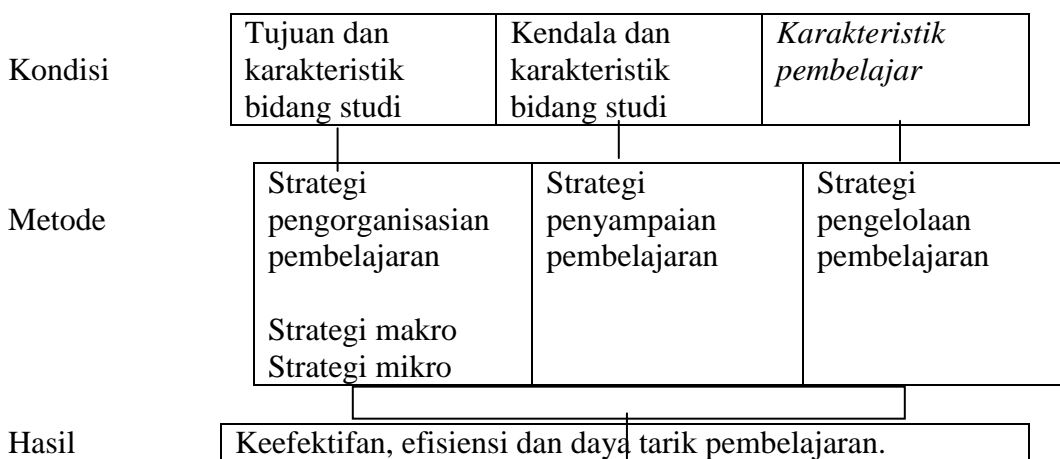 Kondisi
Tujuan dan
karakteristik
bidang studi
Kendala dan
karakteristik
bidang studi
Karakteristik
pembelajar
Metode
Strategi
pengorganisasian
pembelajaran
Strategi makro
Strategi mikro
Strategi
penyampaian
pembelajaran
Strategi
pengelolaan
pembelajaran
Hasil
Keefektifan, efisiensi dan daya tarik pembelajaran.